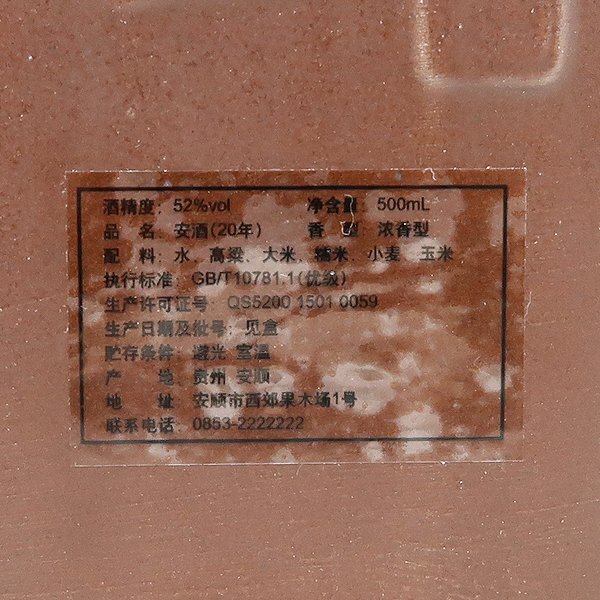 酒精度：52%vol 净含量：500mL
品 名：安酒(20年) 香 型：浓香型
配 料：水、高粱、大米、糯米、小麦、玉米
执行标准：GB/T10781.1(优级)
生产许可证号：QS5200 1501 0059
生产日期及批号：见盒
贮存条件：避光 室温
产 地：贵州 安顺
地 址：安顺市西郊果木场1号
联系电话：0853-2222222